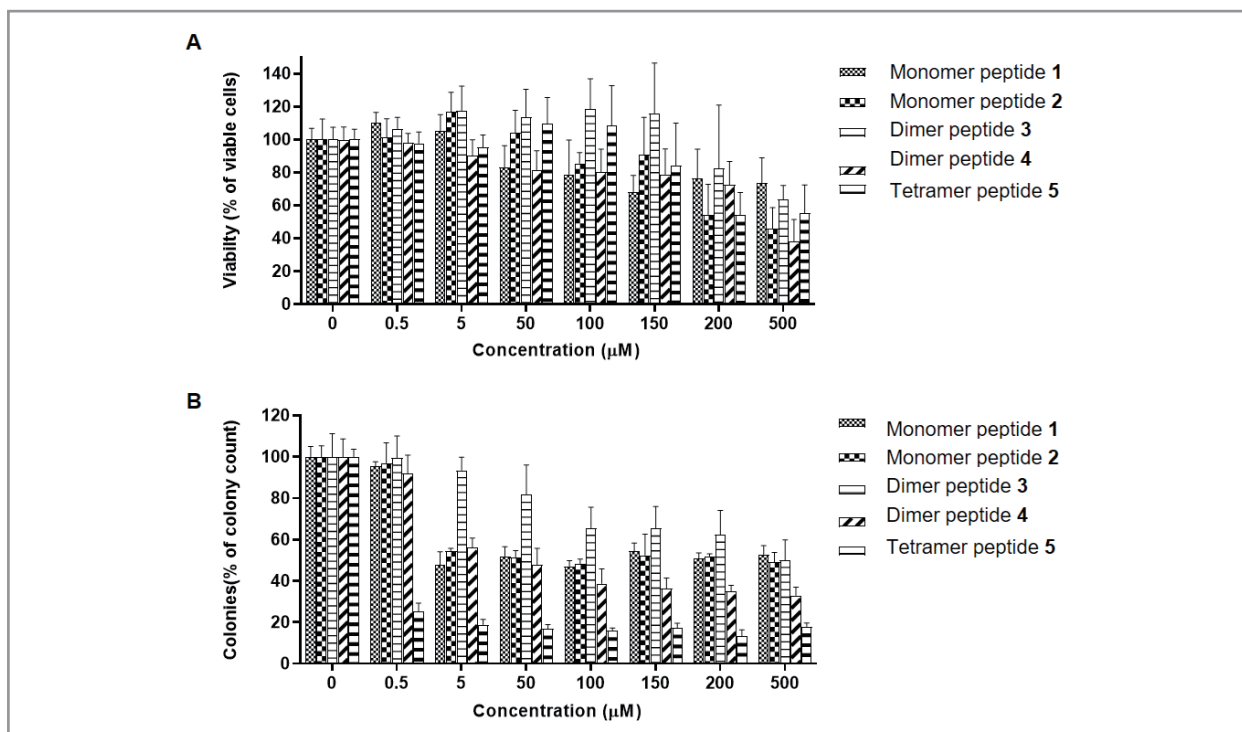 A
Viabilty (% of viable cells)
140
120
100
80
60
40
20
0
0 0.5 5 50 100 150 200 500
Concentration (µM)
Monomer peptide 1
Monomer peptide 2
Dimer peptide 3
Dimer peptide 4
Tetramer peptide 5
B
Colonies(% of colony count)
120
100
80
60
40
20
0
0 0.5 5 50 100 150 200 500
Concentration (µM)
Monomer peptide 1
Monomer peptide 2
Dimer peptide 3
Dimer peptide 4
Tetramer peptide 5